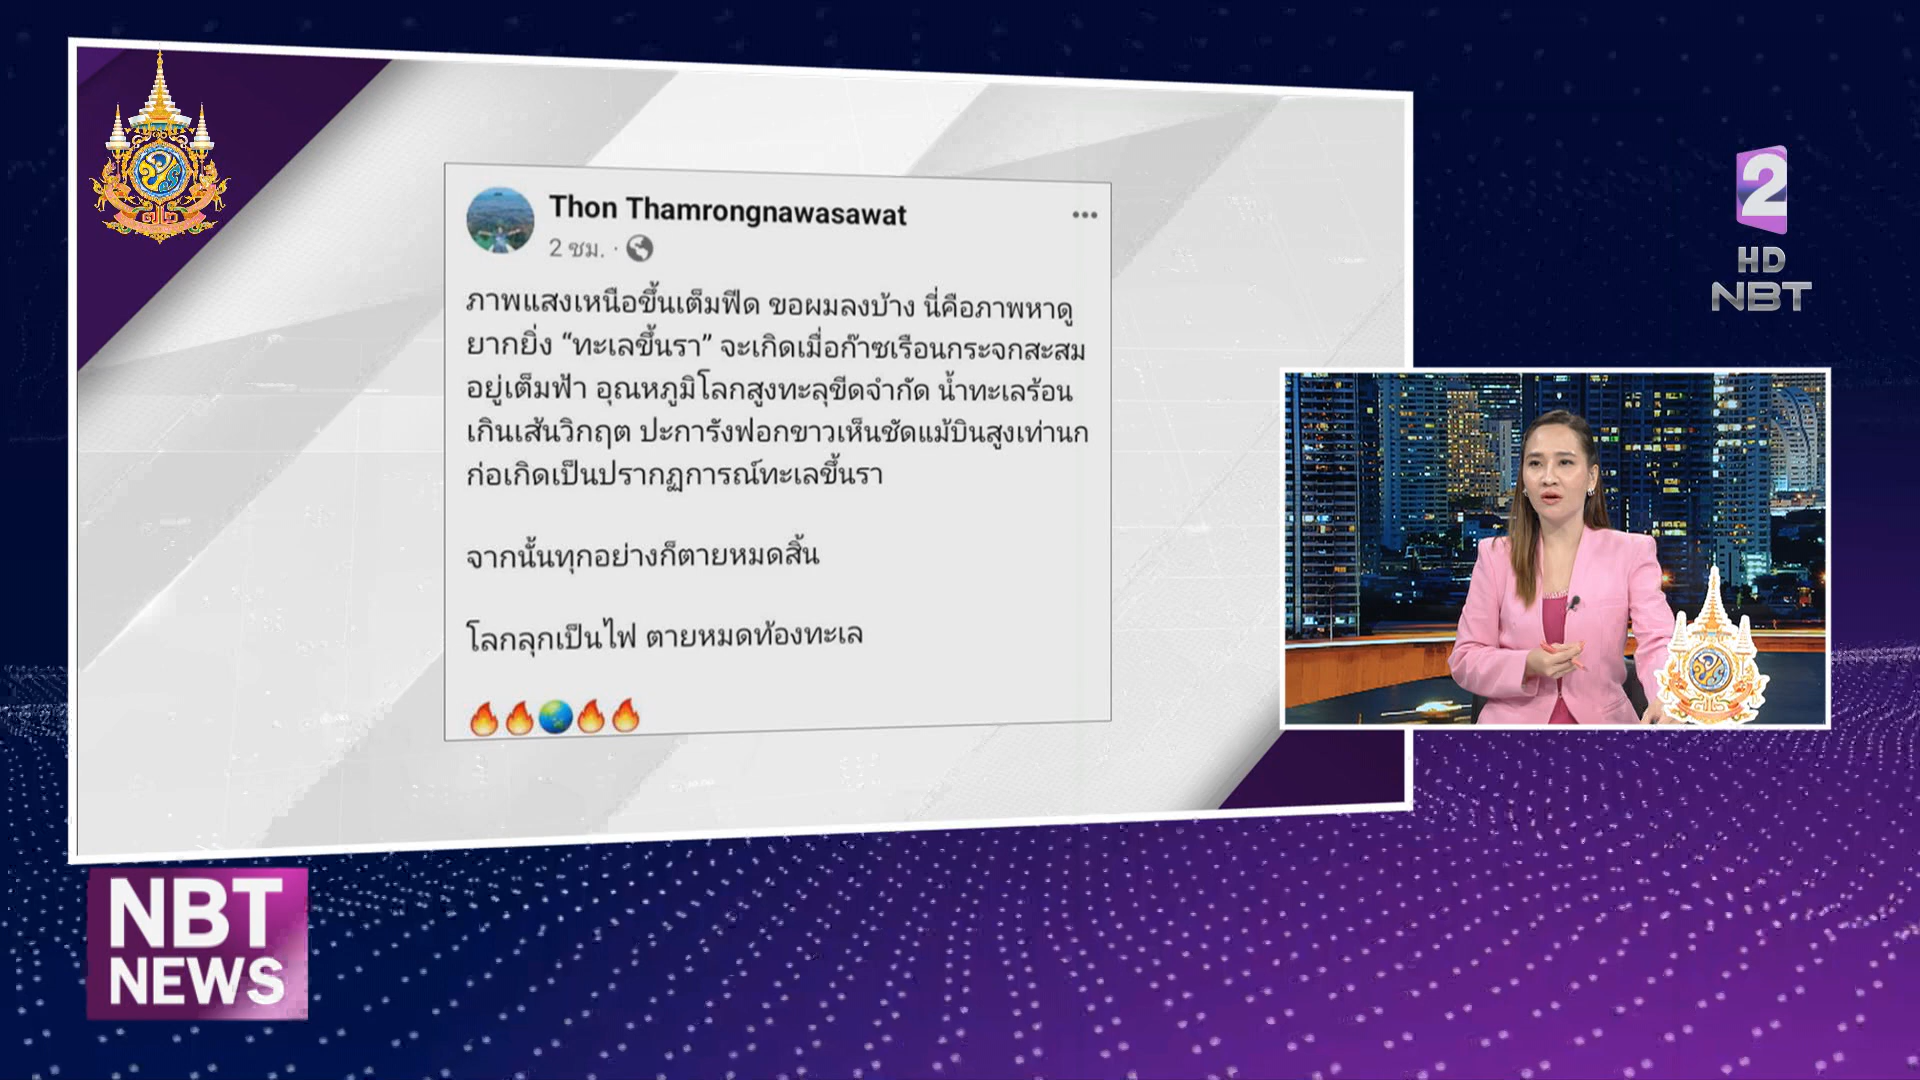 Thon Thamrongnawasawat
2 ชม.
ภาพแสงเหนือขึ้นเต็มฟีด ขอผมลงบ้าง นี่คือภาพหาดู
ยากยิ่ง “ทะเลขึ้นรา” จะเกิดเมื่อก๊าซเรือนกระจกสะสม
อยู่เต็มฟ้า อุณหภูมิโลกสูงทะลุขีดจำกัด น้ำทะเลร้อน
เกินเส้นวิกฤต ปะการังฟอกขาวเห็นชัดแม้บินสูงเท่านก
ก่อเกิดเป็นปรากฏการณ์ทะเลขึ้นรา
จากนั้นทุกอย่างก็ตายหมดสิ้น
โลกลุกเป็นไฟ ตายหมดท้องทะเล
๗๒
2
HD
NBT
NBT
NEWS